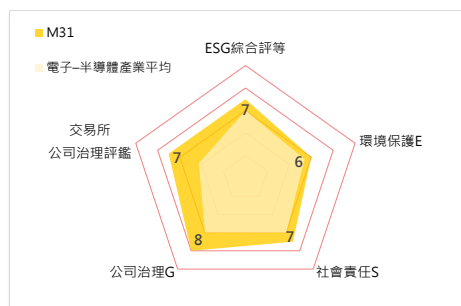 M31
電子–半導體產業平均
ESG綜合評等
7
環境保護E
6
社會責任S
7
公司治理G
8
交易所
公司治理評鑑
7